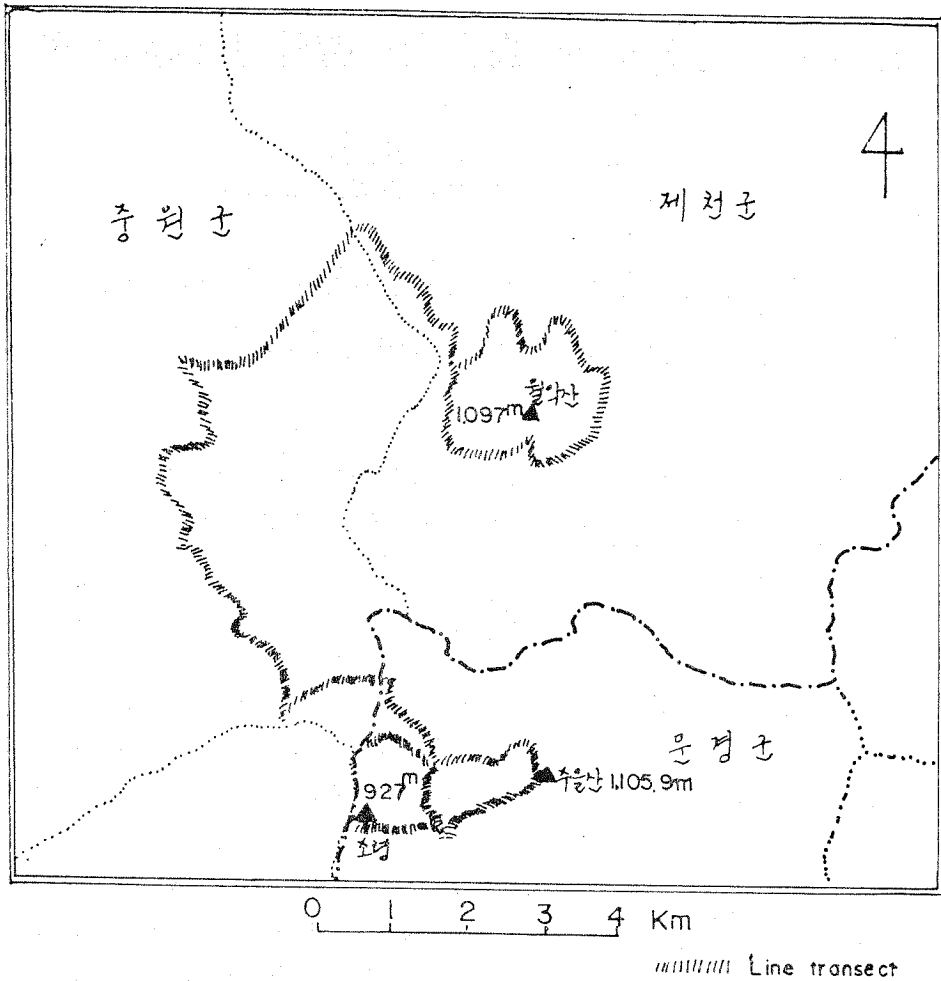 중원군
제천군
월악산
1.097m
문경군
927m
조령
주흘산 1.105.9m
0 1 2 3 4 Km
Line transect